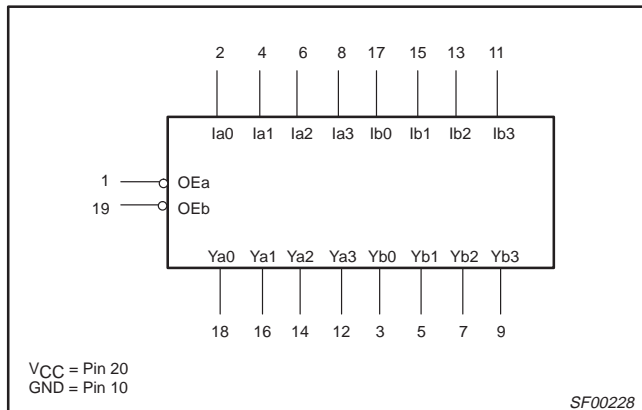 2 4 6 8 17 15 13 11
Ia0 Ia1 Ia2 Ia3 Ib0 Ib1 Ib2 Ib3
1 OEa
19 OEb
Ya0 Ya1 Ya2 Ya3 Yb0 Yb1 Yb2 Yb3
18 16 14 12 3 5 7 9
VCC = Pin 20
GND = Pin 10
SF00228